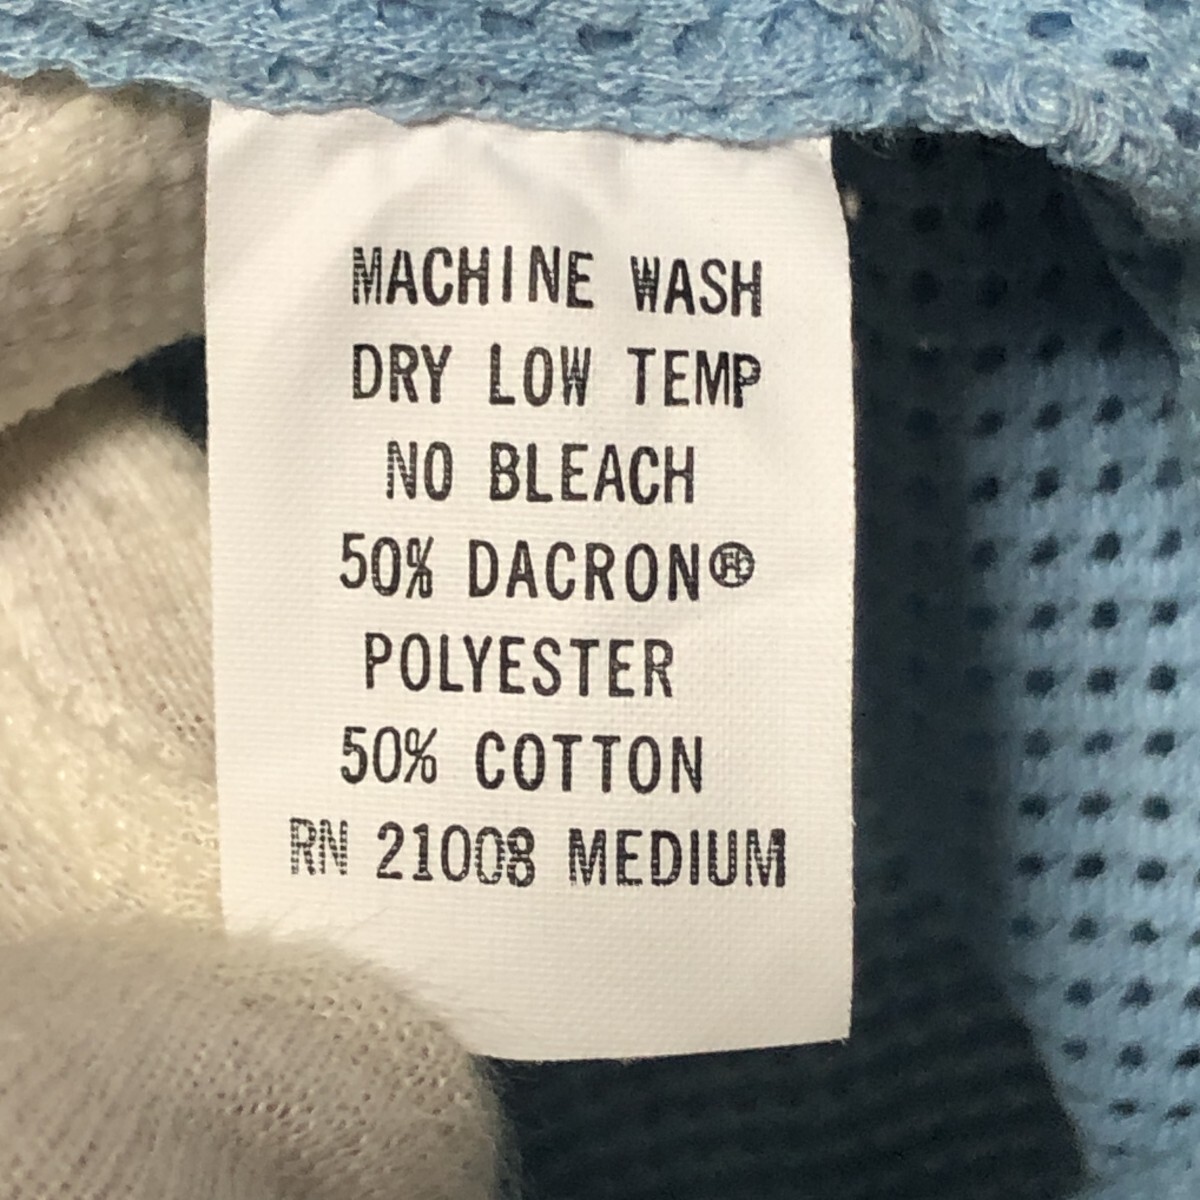 MACHINE WASH
DRY LOW TEMP
NO BLEACH
50% DACRON®
POLYESTER
50% COTTON
RN 21008 MEDIUM